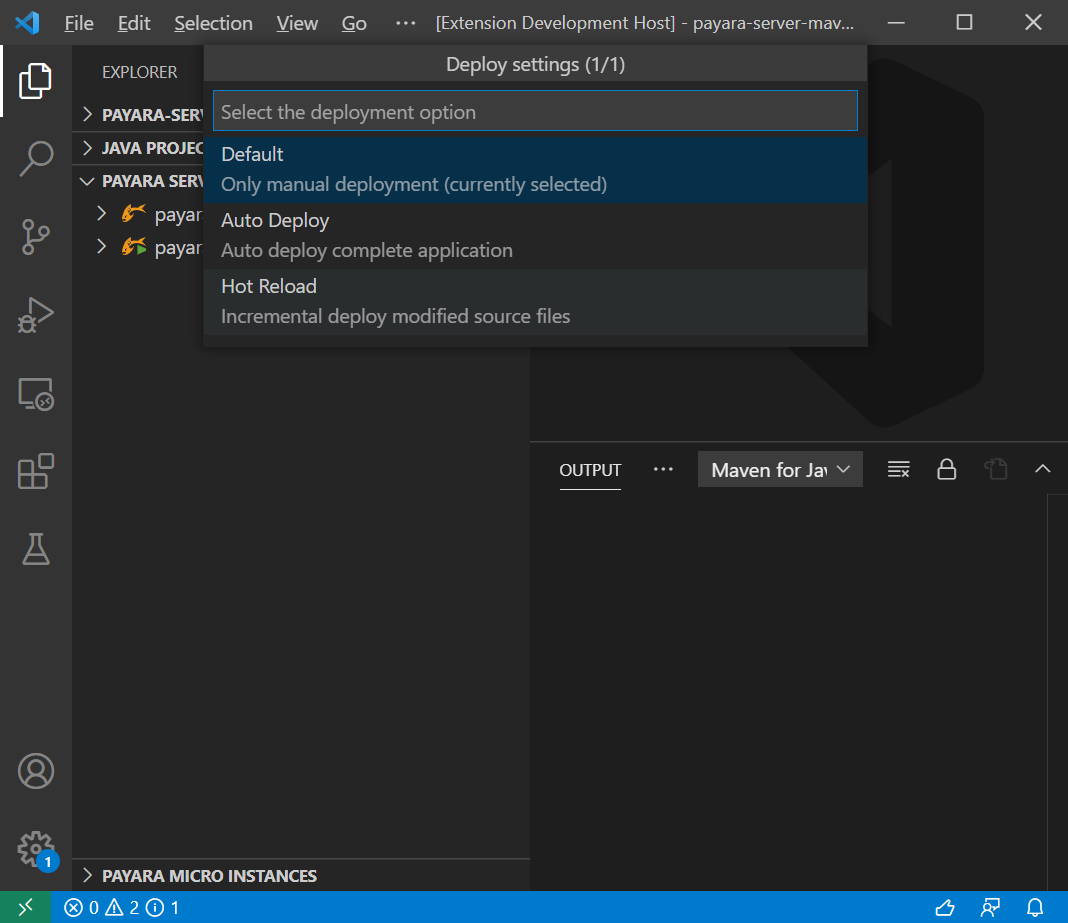 File Edit Selection View Go ··· [Extension Development Host] - payara-server-mav...
Deploy settings (1/1)
EXPLORER
Select the deployment option
PAYARA-SERV
JAVA PROJEC
Default
PAYARA SERV
Only manual deployment (currently selected)
payar
Auto Deploy
payar
Auto deploy complete application
Hot Reload
Incremental deploy modified source files
OUTPUT ··· Maven for Jav
1
PAYARA MICRO INSTANCES
0 2 1